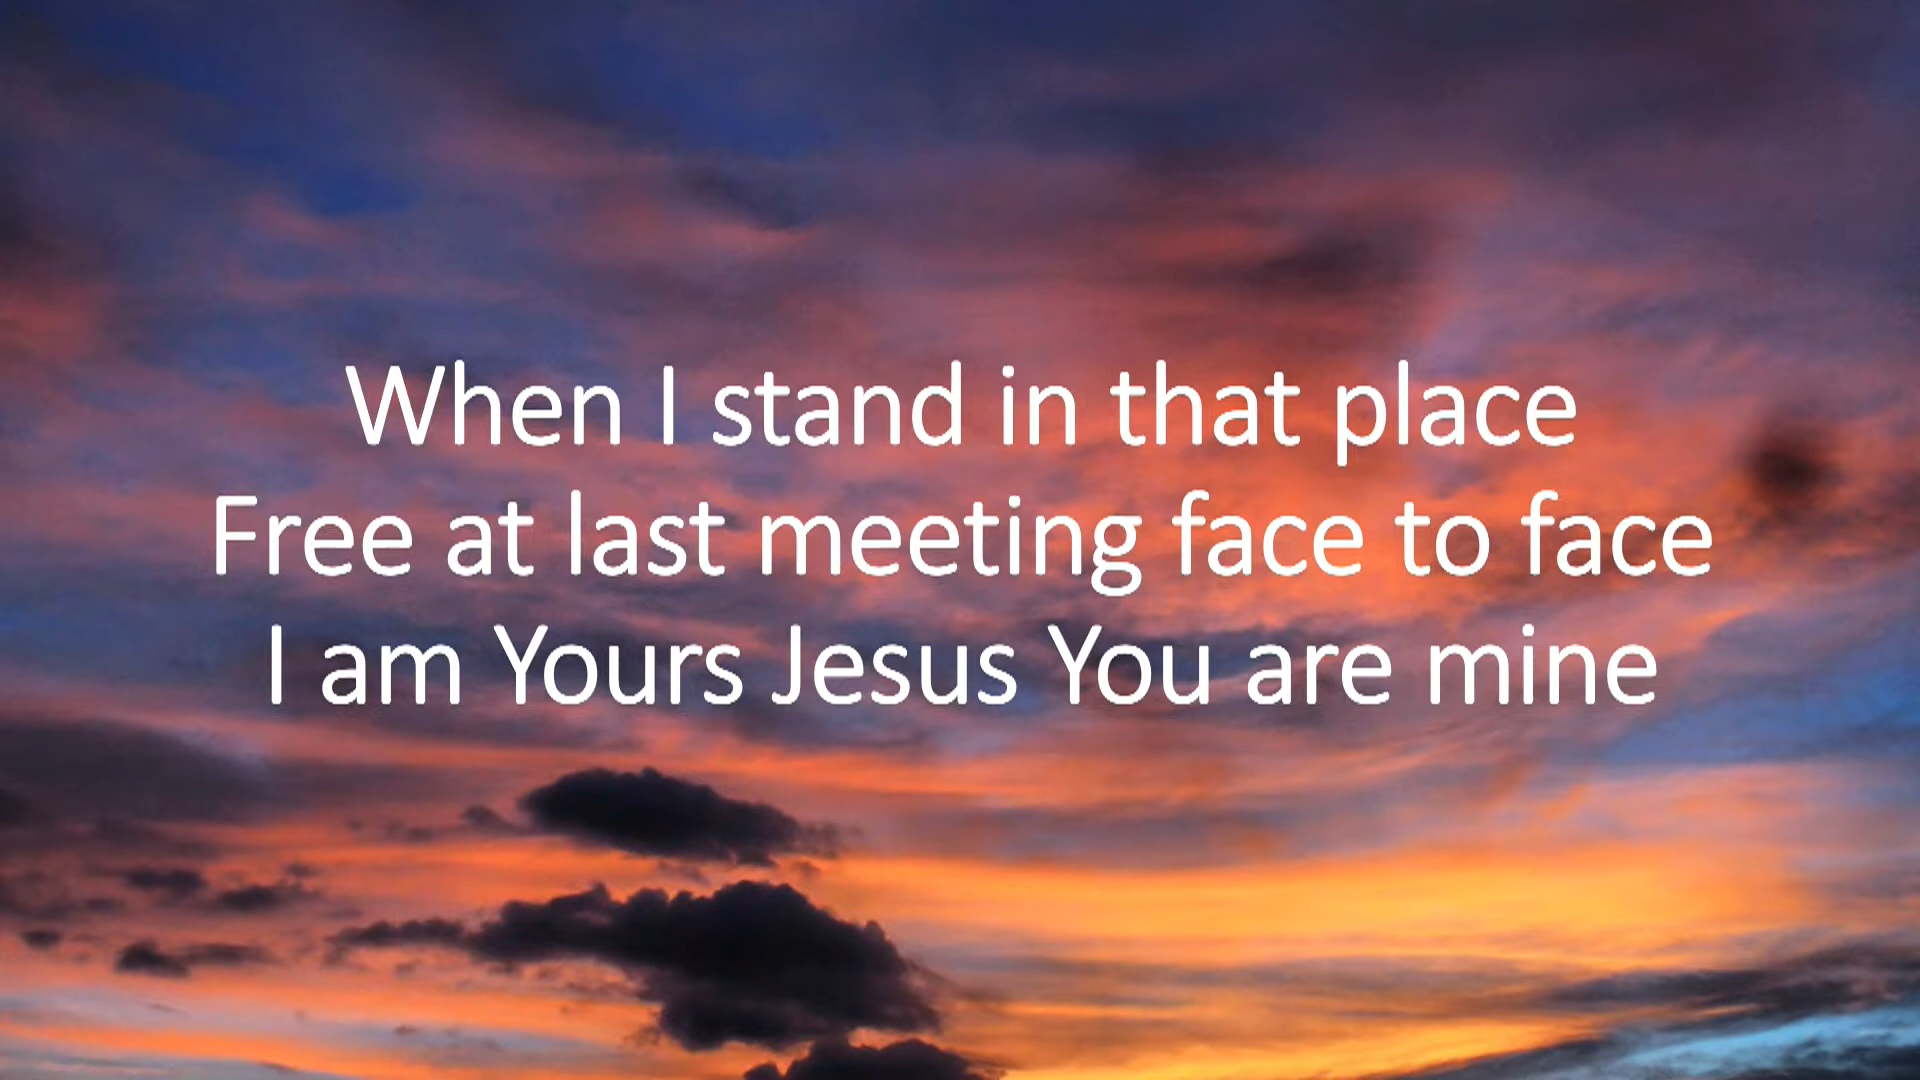 When I stand in that place
Free at last meeting face to face
I am Yours Jesus You are mine